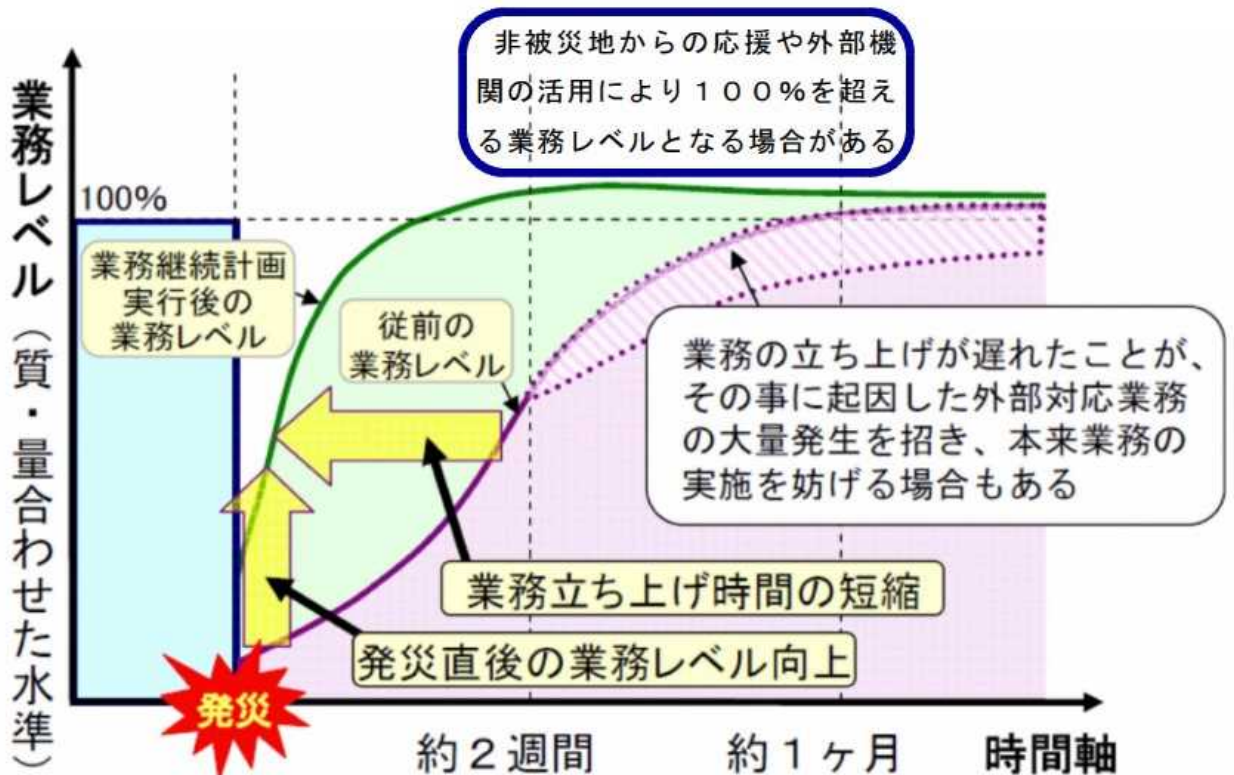 非被災地からの応援や外部機
関の活用により１００%を超え
る業務レベルとなる場合がある
業務レベル（質・量合わせた水準）
100%
業務継続計画
実行後の
業務レベル
従前の
業務レベル
業務の立ち上げが遅れたことが、
その事に起因した外部対応業務
の大量発生を招き、本来業務の
実施を妨げる場合もある
業務立ち上げ時間の短縮
発災直後の業務レベル向上
発災
約２週間
約１ヶ月
時間軸